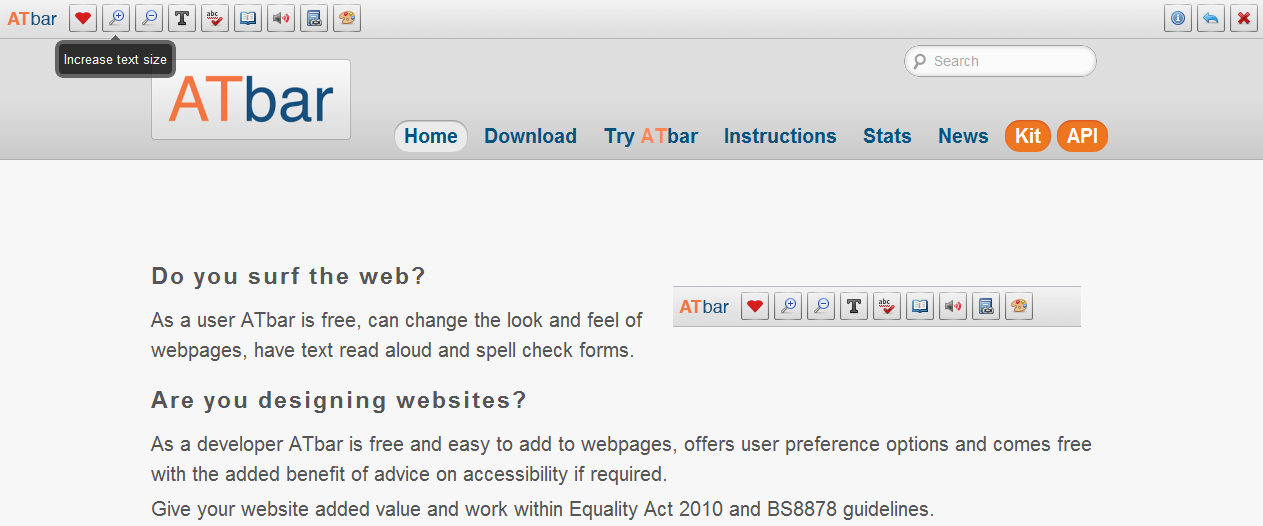 ATbar
abc
Increase text size
Search
ATbar
Home Download Try ATbar Instructions Stats News Kit API
Do you surf the web?
As a user ATbar is free, can change the look and feel of
webpages, have text read aloud and spell check forms.
ATbar
abc
Are you designing websites?
As a developer ATbar is free and easy to add to webpages, offers user preference options and comes free
with the added benefit of advice on accessibility if required.
Give your website added value and work within Equality Act 2010 and BS8878 guidelines.